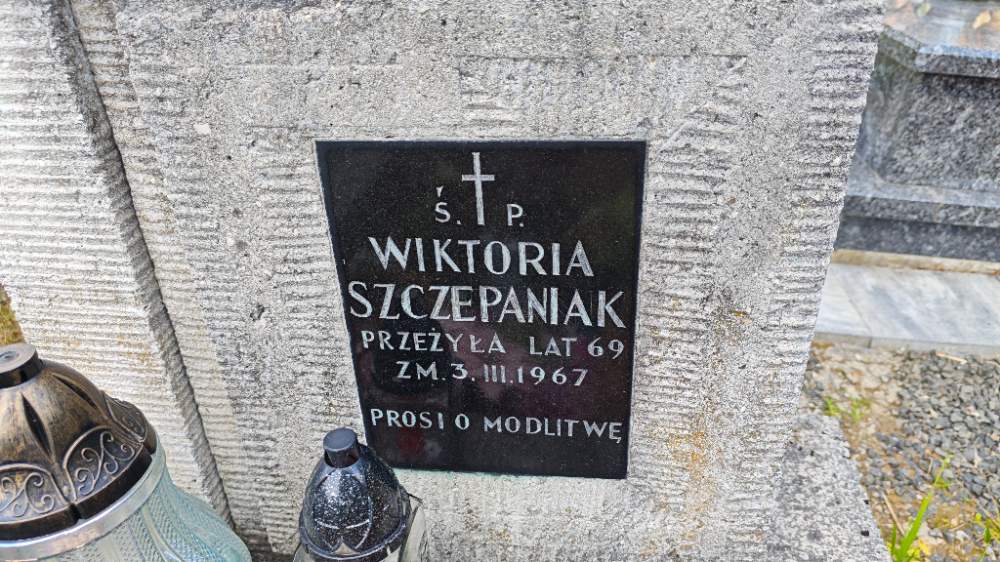 Ś. P.
WIKTORIA
SZCZEPANIAK
PRZEŻYŁA LAT 69
ZM. 3. III. 1967
PROSI O MODLITWĘ